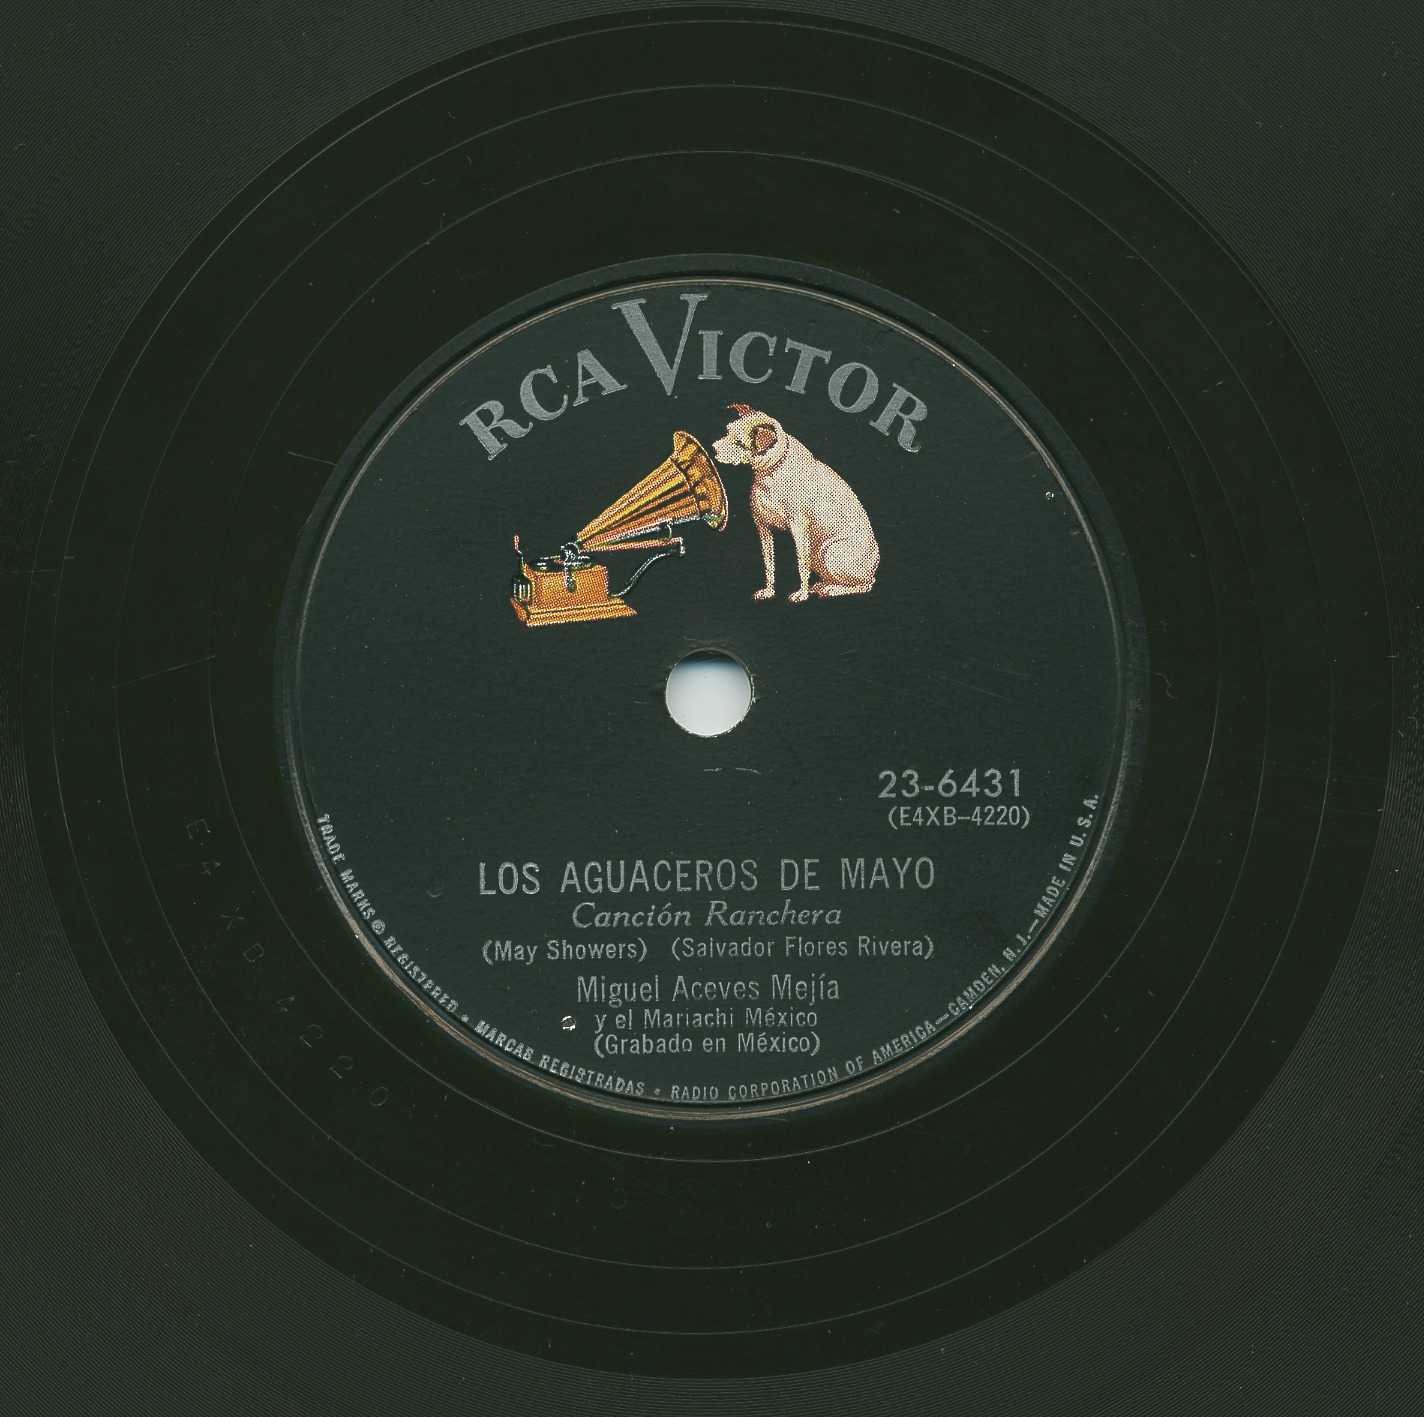 RCA VICTOR
23-6431
(E4XB-4220)
LOS AGUACEROS DE MAYO
Canción Ranchera
(May Showers) (Salvador Flores Rivera)
Miguel Aceves Mejía
y el Mariachi México
(Grabado en México)
TRADE MARKS ® REGISTERED • MARCAS REGISTRADAS • RADIO CORPORATION OF AMERICA—CAMDEN, N.J.—MADE IN U.S.A.
E4XB 4220